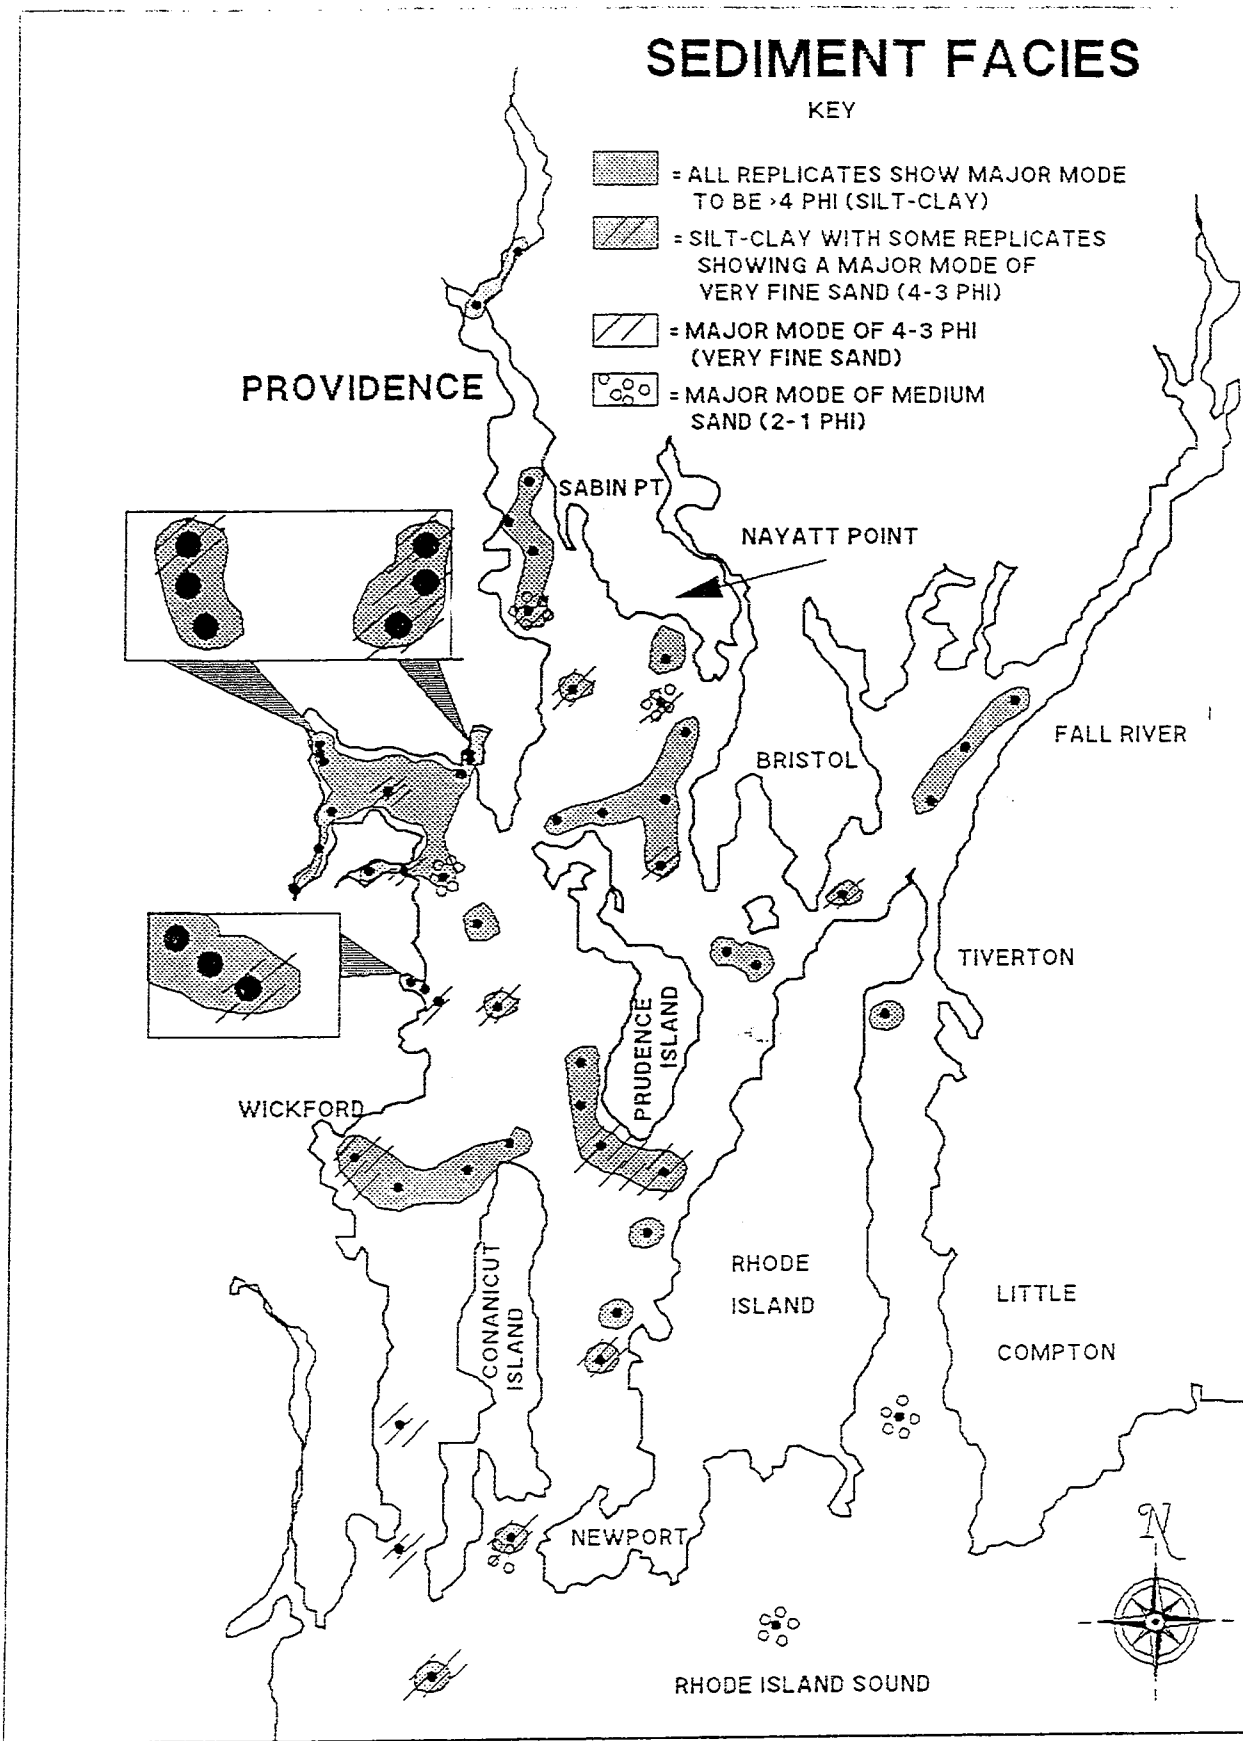 SEDIMENT FACIES
KEY
= ALL REPLICATES SHOW MAJOR MODE
TO BE >4 PHI (SILT-CLAY)
= SILT-CLAY WITH SOME REPLICATES
SHOWING A MAJOR MODE OF
VERY FINE SAND (4-3 PHI)
= MAJOR MODE OF 4-3 PHI
(VERY FINE SAND)
= MAJOR MODE OF MEDIUM
SAND (2-1 PHI)
PROVIDENCE
SABIN PT
NAYATT POINT
FALL RIVER
BRISTOL
TIVERTON
PRUDENCE
ISLAND
WICKFORD
RHODE
ISLAND
CONANICUT
ISLAND
LITTLE
COMPTON
NEWPORT
N
RHODE ISLAND SOUND